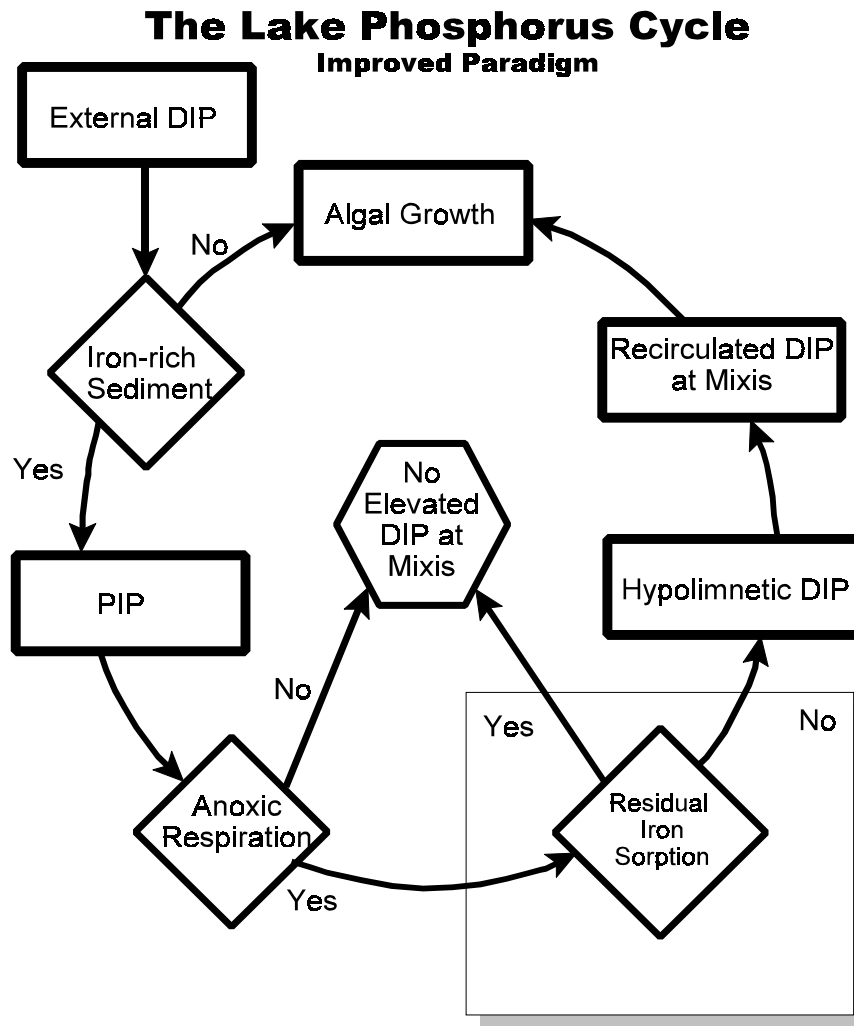 The Lake Phosphorus Cycle
Improved Paradigm
External DIP
Algal Growth
No
Iron-rich
Sediment
Recirculated DIP
at Mixis
Yes
No
Elevated
DIP at
Mixis
PIP
Hypolimnetic DIP
No
Yes
No
Anoxic
Respiration
Residual
Iron
Sorption
Yes